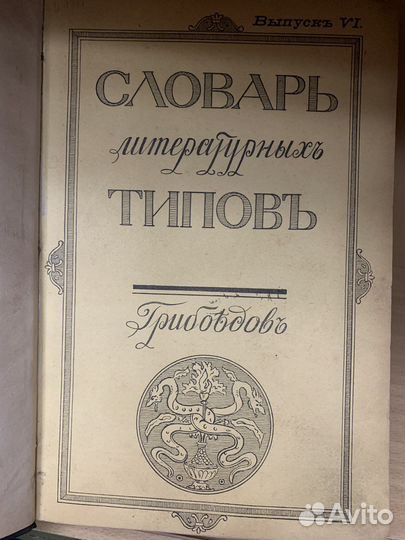 Выпускъ VI.
СЛОВАРЬ
литературныхъ
ТИПОВЪ
Грибоѣдовъ
Avito